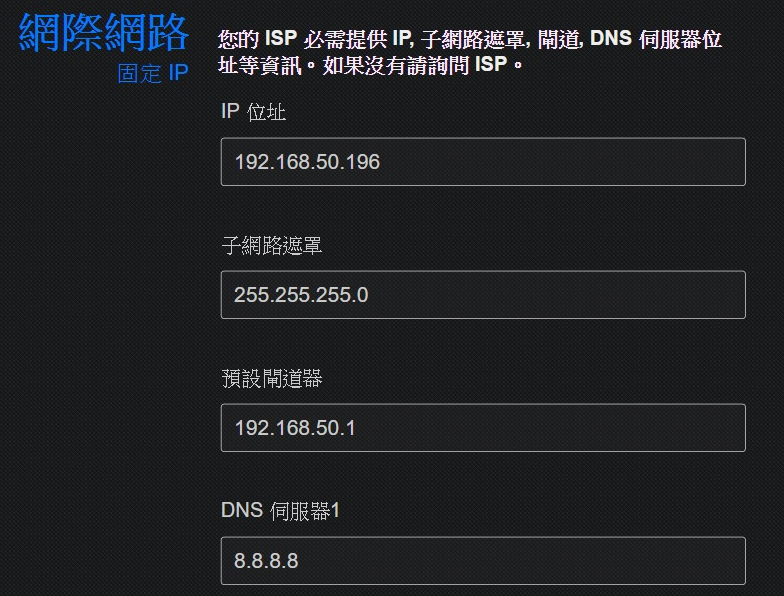 網際網路
固定 IP
您的 ISP 必需提供 IP, 子網路遮罩, 閘道, DNS 伺服器位
址等資訊。如果沒有請詢問 ISP。
IP 位址
192.168.50.196
子網路遮罩
255.255.255.0
預設閘道器
192.168.50.1
DNS 伺服器1
8.8.8.8